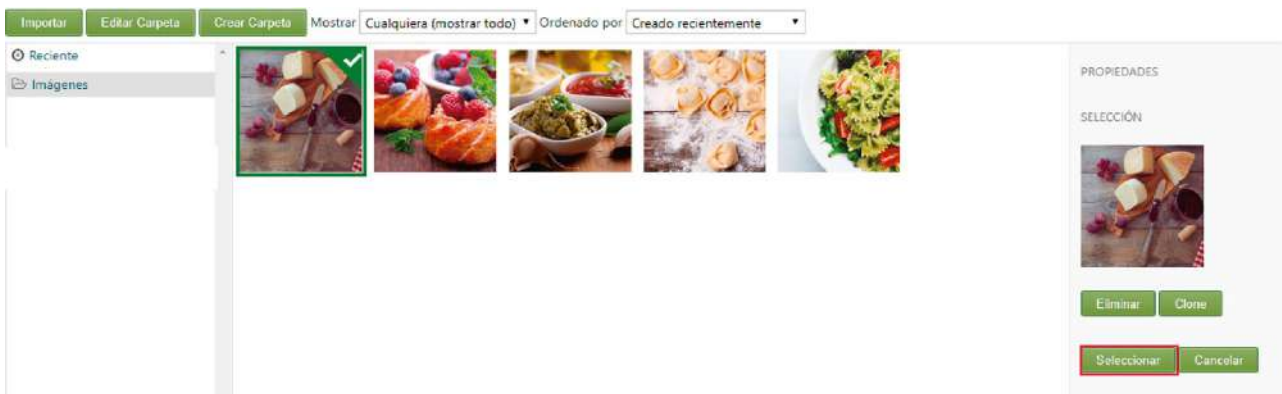 Importar Editar Carpeta Crear Carpeta Mostrar Cualquiera (mostrar todo) Ordenado por Creado recientemente
Reciente
Imágenes
PROPIEDADES
SELECCIÓN
Eliminar Clone
Seleccionar Cancelar